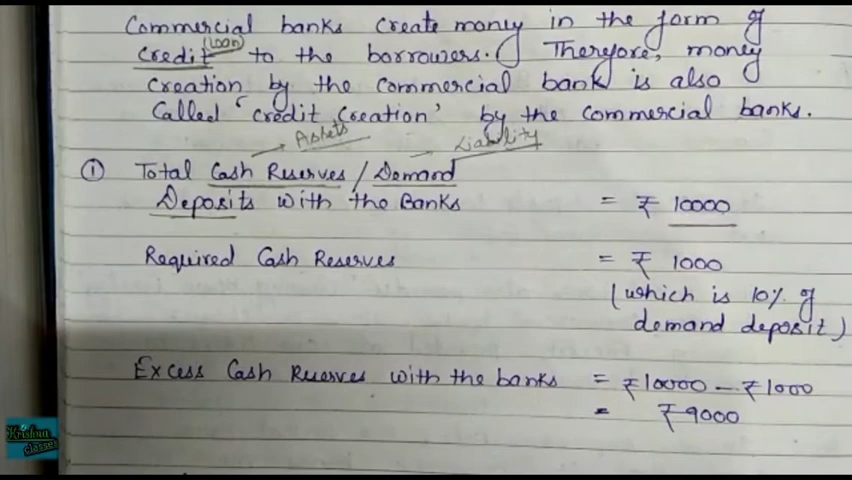 Commercial banks create money in the form of
(Loan)
credit to the borrowers. Therefore, money
creation by the commercial bank is also
Called 'credit creation' by the commercial banks.
→ Assets → Liability
① Total Cash Reserves / Demand
Deposits with the Banks = ₹ 10000
Required Cash Reserves = ₹ 1000
(which is 10% of
demand deposit)
Excess Cash Reserves with the banks = ₹10000 - ₹1000
= ₹9000
Krishna
classes